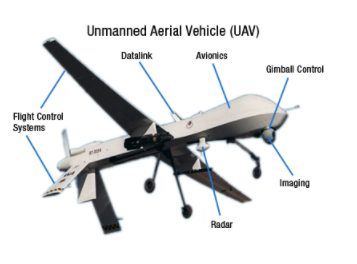 Unmanned Aerial Vehicle (UAV)
Datalink
Avionics
Gimball Control
Flight Control
Systems
Imaging
Radar